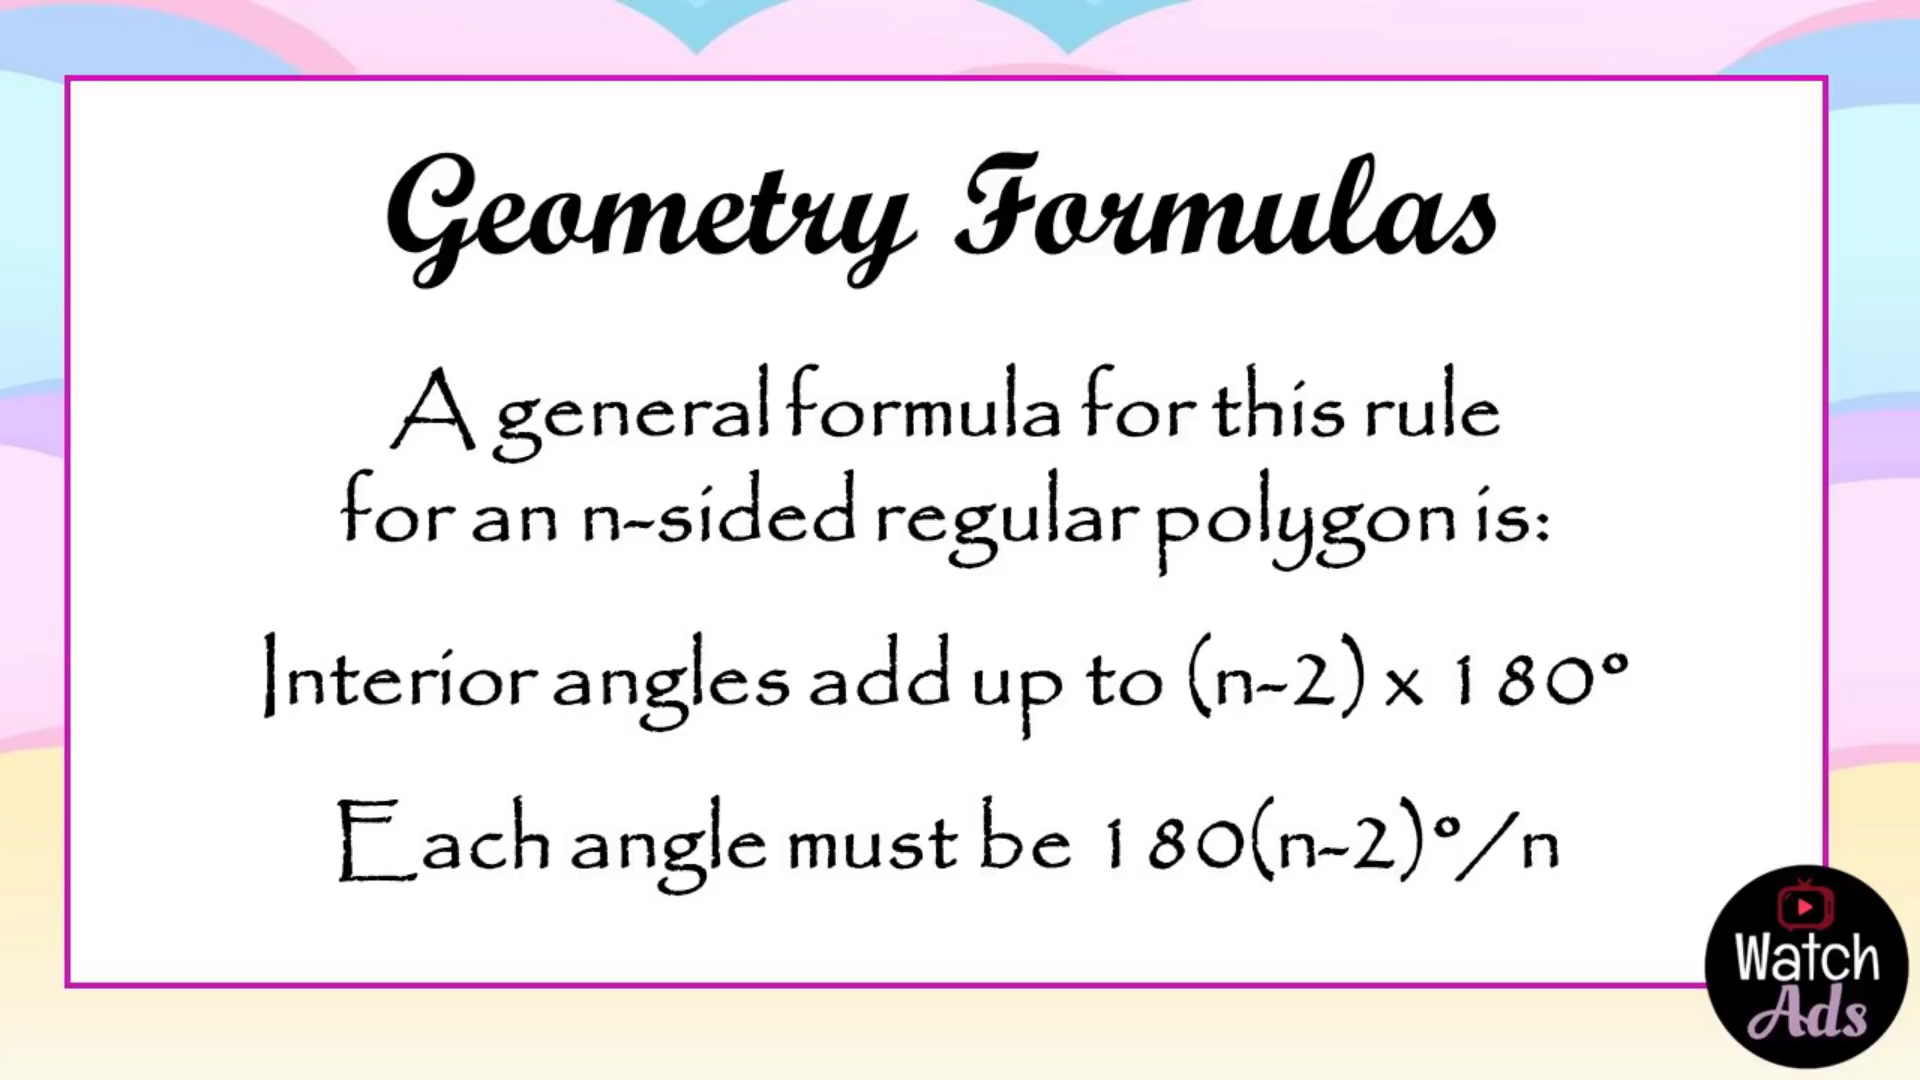 Geometry Formulas
A general formula for this rule
for an n-sided regular polygon is:
Interior angles add up to (n-2) x 180°
Each angle must be 180(n-2)°/n
Watch
Ads